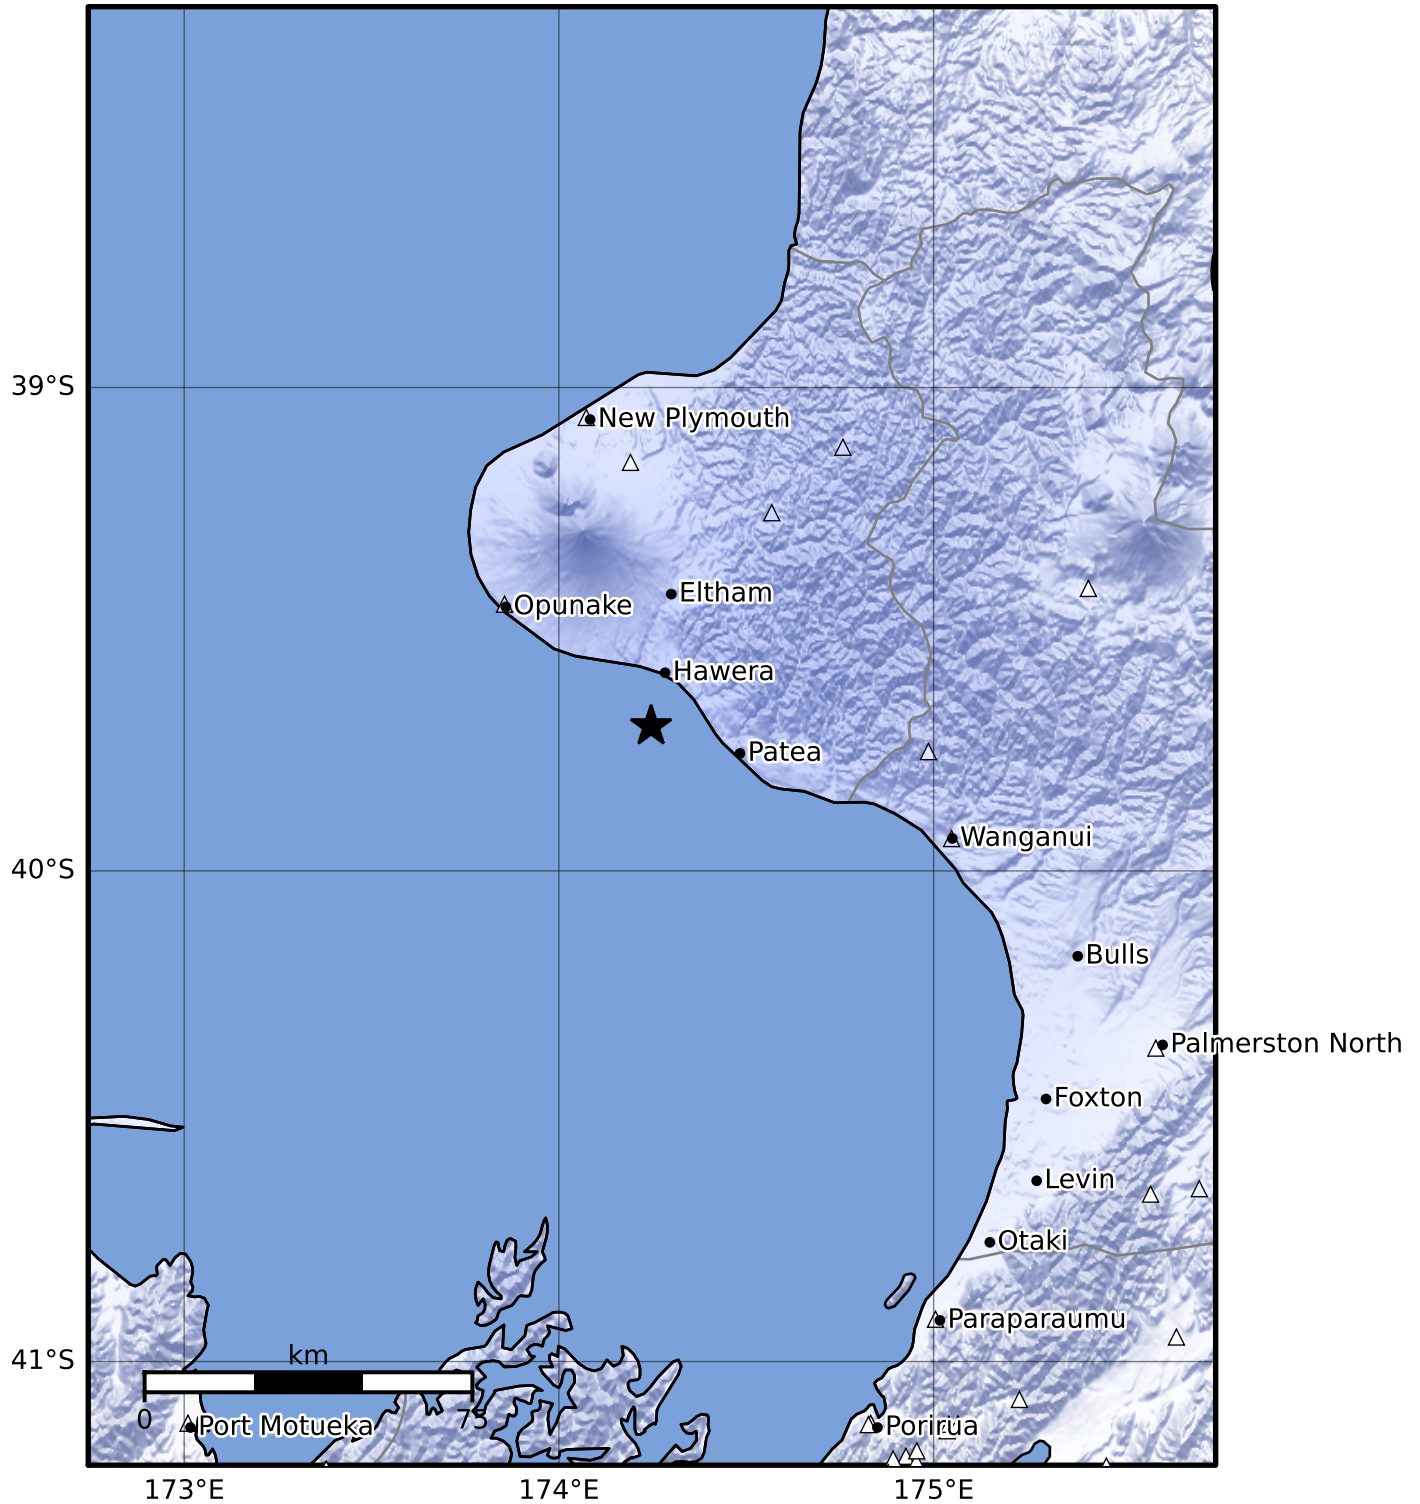 39°S
New Plymouth
Eltham
Opunake
Hawera
Patea
Wanganui
40°S
Bulls
Palmerston North
Foxton
Levin
Otaki
Paraparaumu
km
41°S
0
75
Port Motueka
Porirua
173°E
174°E
175°E